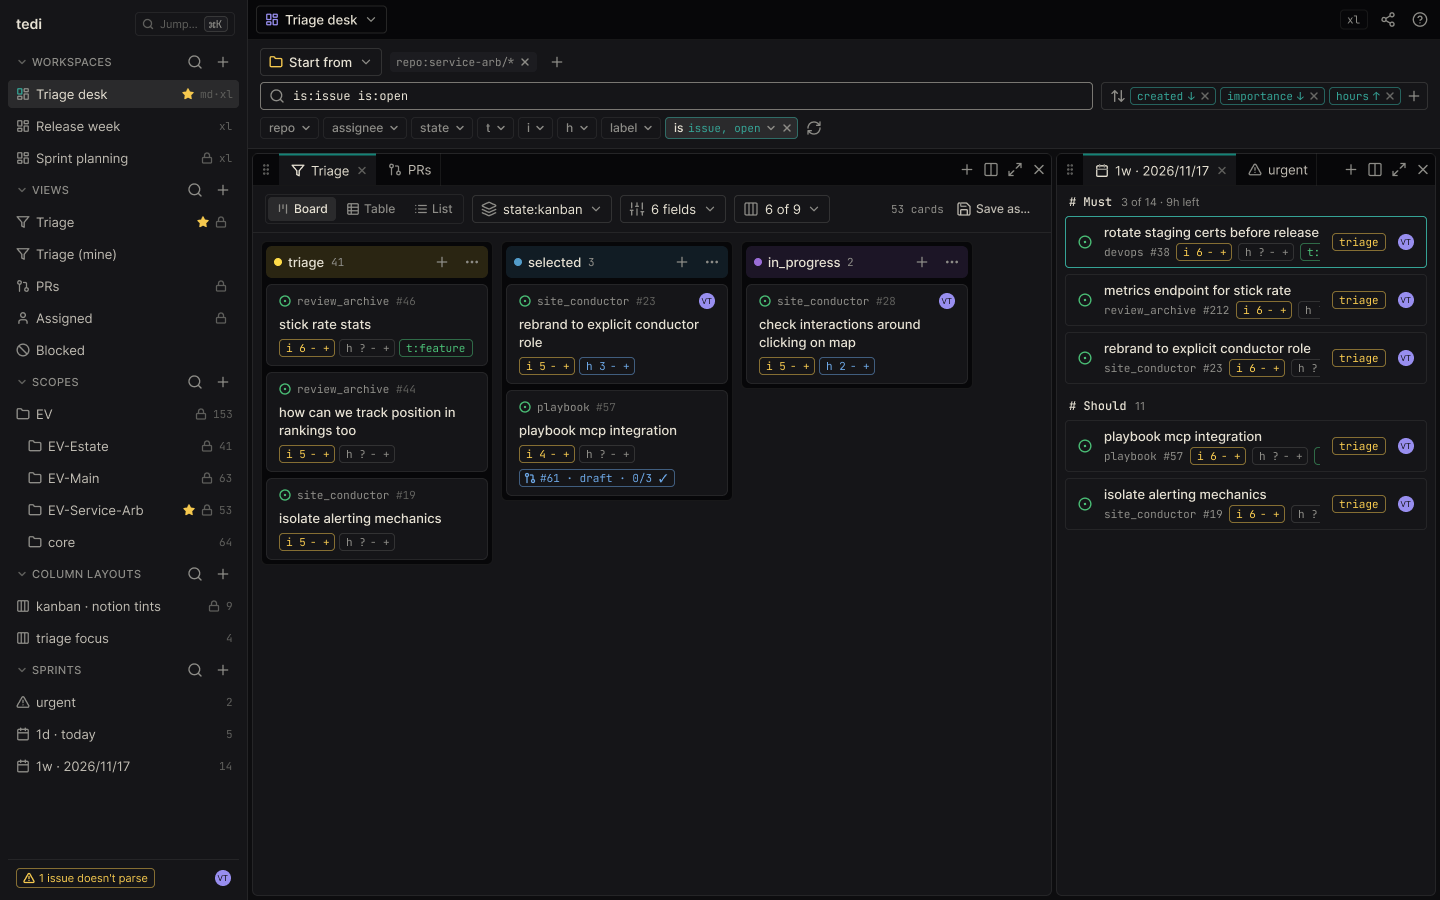 tedi
Jump... ⌘K
WORKSPACES
Triage desk md·xl
Release week xl
Sprint planning xl
VIEWS
Triage
Triage (mine)
PRs
Assigned
Blocked
SCOPES
EV 153
EV-Estate 41
EV-Main 63
EV-Service-Arb 53
core 64
COLUMN LAYOUTS
kanban · notion tints 9
triage focus 4
SPRINTS
urgent 2
1d · today 5
1w · 2026/11/17 14
1 issue doesn't parse VT
Triage desk xl
Start from repo:service-arb/*
is:issue is:open
created ↓ importance ↓ hours ↑
repo assignee state t i h label is issue, open
Triage PRs
Board Table List state:kanban 6 fields 6 of 9 53 cards Save as...
triage 41
review_archive #46
stick rate stats
i 6 - + h ? - + t:feature
review_archive #44
how can we track position in
rankings too
i 5 - + h ? - +
site_conductor #19
isolate alerting mechanics
i 5 - + h ? - +
selected 3
site_conductor #23 VT
rebrand to explicit conductor
role
i 5 - + h 3 - +
playbook #57
playbook mcp integration
i 4 - + h ? - +
#61 · draft · 0/3 ✓
in_progress 2
site_conductor #28 VT
check interactions around
clicking on map
i 5 - + h 2 - +
1w · 2026/11/17 urgent
# Must 3 of 14 · 9h left
rotate staging certs before release
devops #38 i 6 - + h ? - + t:
triage VT
metrics endpoint for stick rate
review_archive #212 i 6 - + h
triage VT
rebrand to explicit conductor role
site_conductor #23 i 6 - + h ?
triage VT
# Should 11
playbook mcp integration
playbook #57 i 6 - + h ? - +
triage VT
isolate alerting mechanics
site_conductor #19 i 6 - + h ?
triage VT